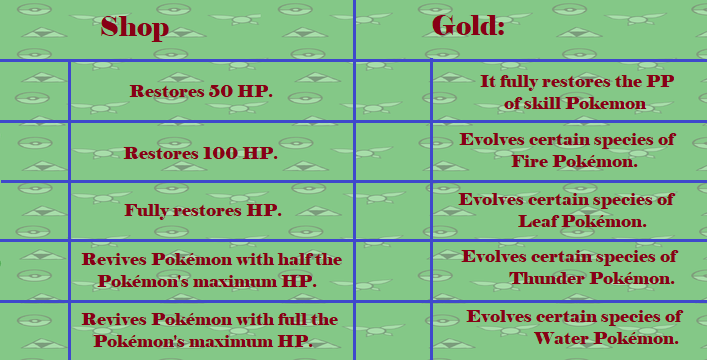 Shop
Gold:
Restores 50 HP.
It fully restores the PP
of skill Pokemon
Restores 100 HP.
Evolves certain species of
Fire Pokémon.
Fully restores HP.
Evolves certain species of
Leaf Pokémon.
Revives Pokémon with half the
Pokémon's maximum HP.
Evolves certain species of
Thunder Pokémon.
Revives Pokémon with full the
Pokémon's maximum HP.
Evolves certain species of
Water Pokémon.